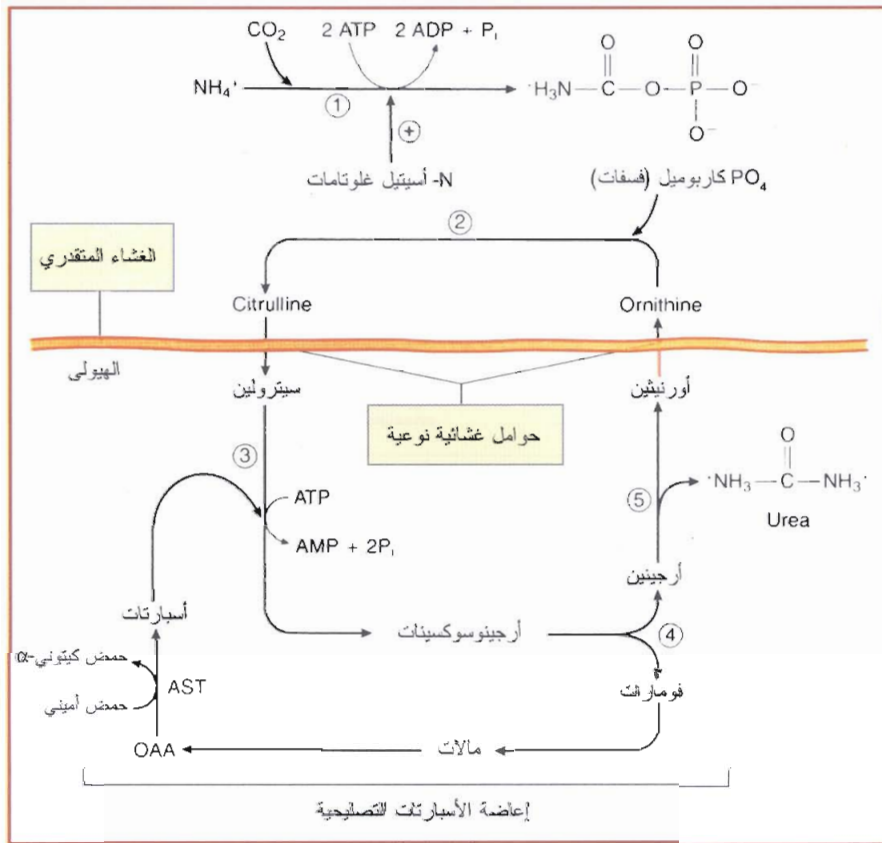 CO₂
2 ATP
2 ADP + Pᵢ
NH₄⁺
①
⊕
N- أسيتيل غلوتامات
O
O
⁺H₃N—C—O—P—O⁻
O⁻
PO₄ كاربوميل (فسفات)
②
الغشاء المتقدري
Citrulline
Ornithine
الهيولى
سيترولين
أورنيثين
حوامل غشائية نوعية
③
ATP
AMP + 2Pᵢ
⑤
O
⁺NH₃—C—NH₃⁺
Urea
أرجينين
أسبارتات
أرجينوسوكسينات
④
حمض كيتوني-α
AST
حمض أميني
فومارات
OAA
مالات
إعاضة الأسبارتات التصليحية